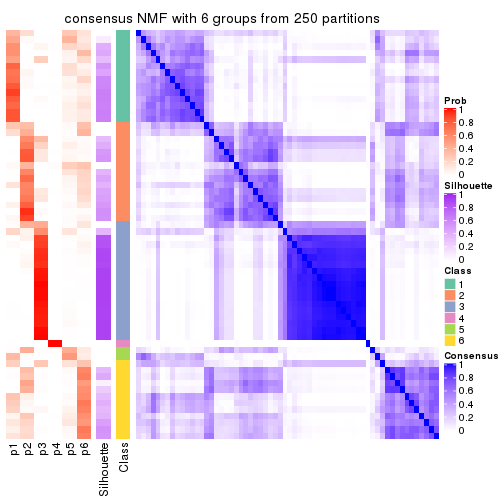 consensus NMF with 6 groups from 250 partitions
Prob
1
0.8
0.6
0.4
0.2
0
Silhouette
1
0.8
0.6
0.4
0.2
0
Class
1
2
3
4
5
6
Consensus
1
0.8
0.6
0.4
0.2
0
p1
p2
p3
p4
p5
p6
Silhouette
Class